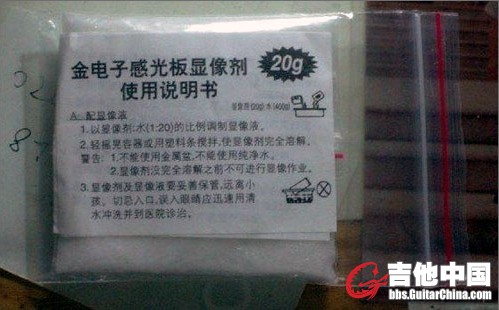 金电子感光板显像剂
20g
使用说明书
显像剂(20g):水(400g)
A: 配显像液
1. 以显像剂:水(1:20)的比例调制显像液。
2. 轻摇晃容器或用塑料条搅拌,使显像剂完全溶解。
警告: 1.不能使用金属盆,不能使用纯净水。
2.显像剂没完全溶解之前不可进行显像作业。
3. 显像剂及显像液要妥善保管,远离小
孩。切忌入口,误入眼睛应迅速用清
水冲洗并到医院诊治。
吉他中国
bbs.GuitarChina.com